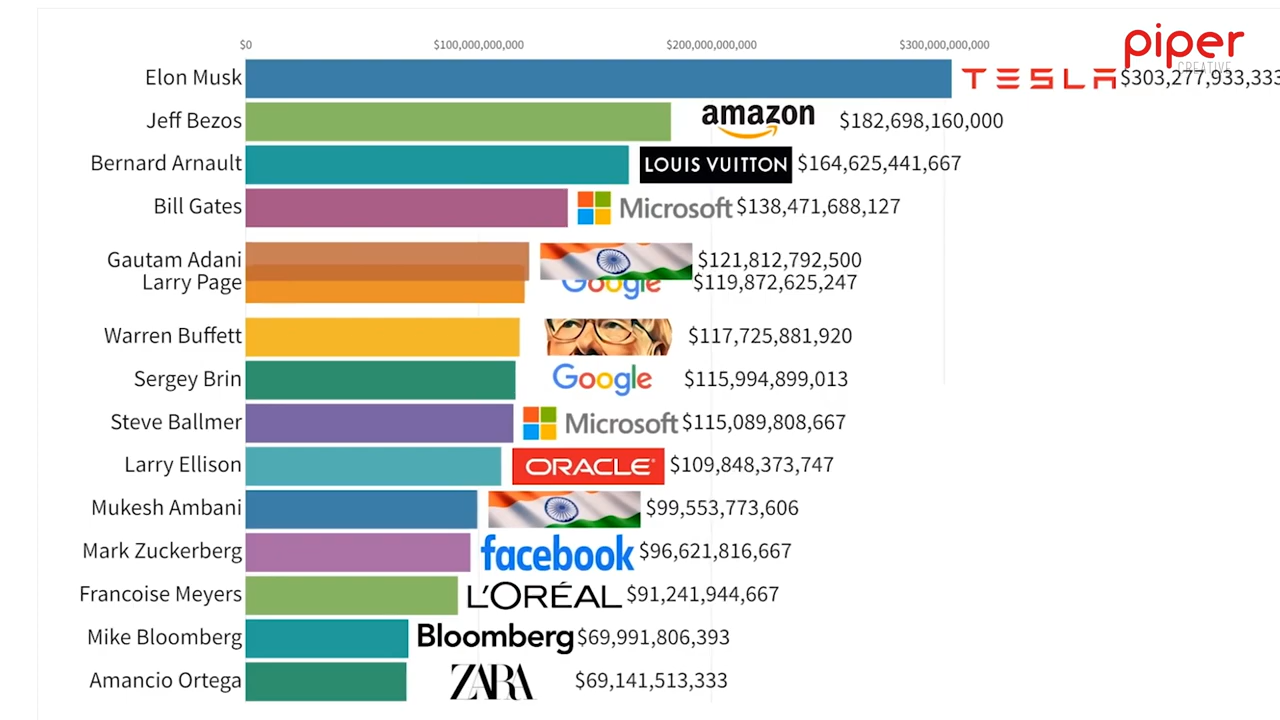 piper
CREATIVE
$0 $100,000,000,000 $200,000,000,000 $300,000,000,000
Elon Musk TESLA $303,277,933,333
Jeff Bezos amazon $182,698,160,000
Bernard Arnault LOUIS VUITTON $164,625,441,667
Bill Gates Microsoft $138,471,688,127
Gautam Adani $121,812,792,500
Larry Page Google $119,872,625,247
Warren Buffett $117,725,881,920
Sergey Brin Google $115,994,899,013
Steve Ballmer Microsoft $115,089,808,667
Larry Ellison ORACLE $109,848,373,747
Mukesh Ambani $99,553,773,606
Mark Zuckerberg facebook $96,621,816,667
Francoise Meyers L'ORÉAL $91,241,944,667
Mike Bloomberg Bloomberg $69,991,806,393
Amancio Ortega ZARA $69,141,513,333